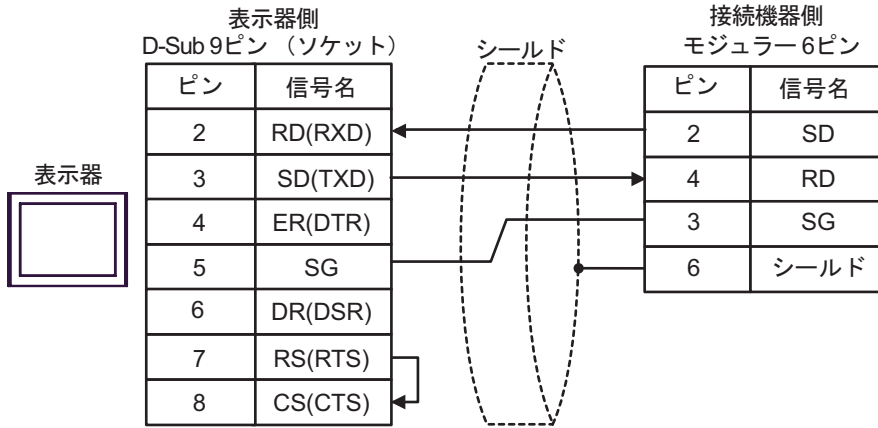 表示器側
D-Sub 9ピン （ソケット）
シールド
接続機器側
モジュラー 6ピン
表示器
ピン 信号名
2 RD(RXD)
3 SD(TXD)
4 ER(DTR)
5 SG
6 DR(DSR)
7 RS(RTS)
8 CS(CTS)
ピン 信号名
2 SD
4 RD
3 SG
6 シールド